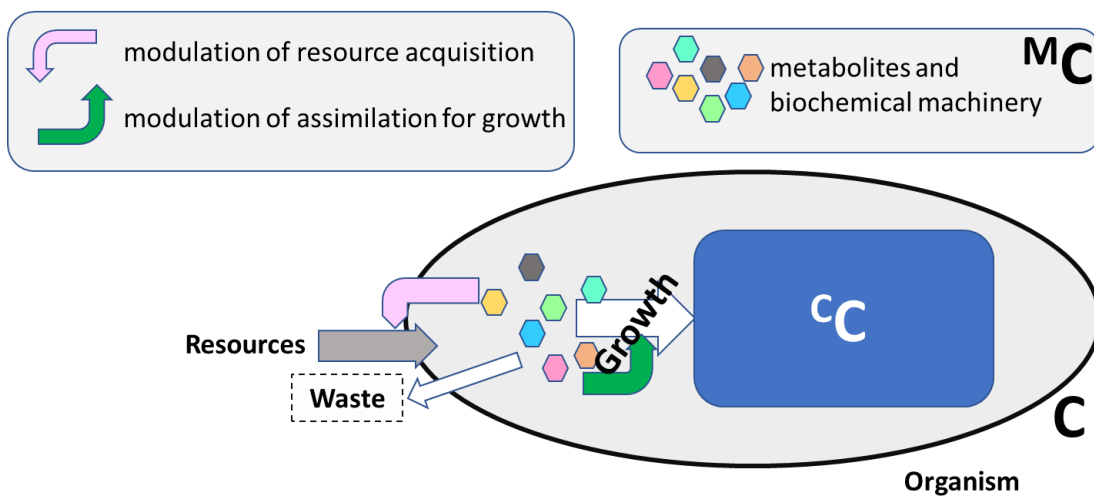 modulation of resource acquisition
modulation of assimilation for growth
metabolites and
biochemical machinery
ᴹC
Growth
ᶜC
Resources
Waste
C
Organism